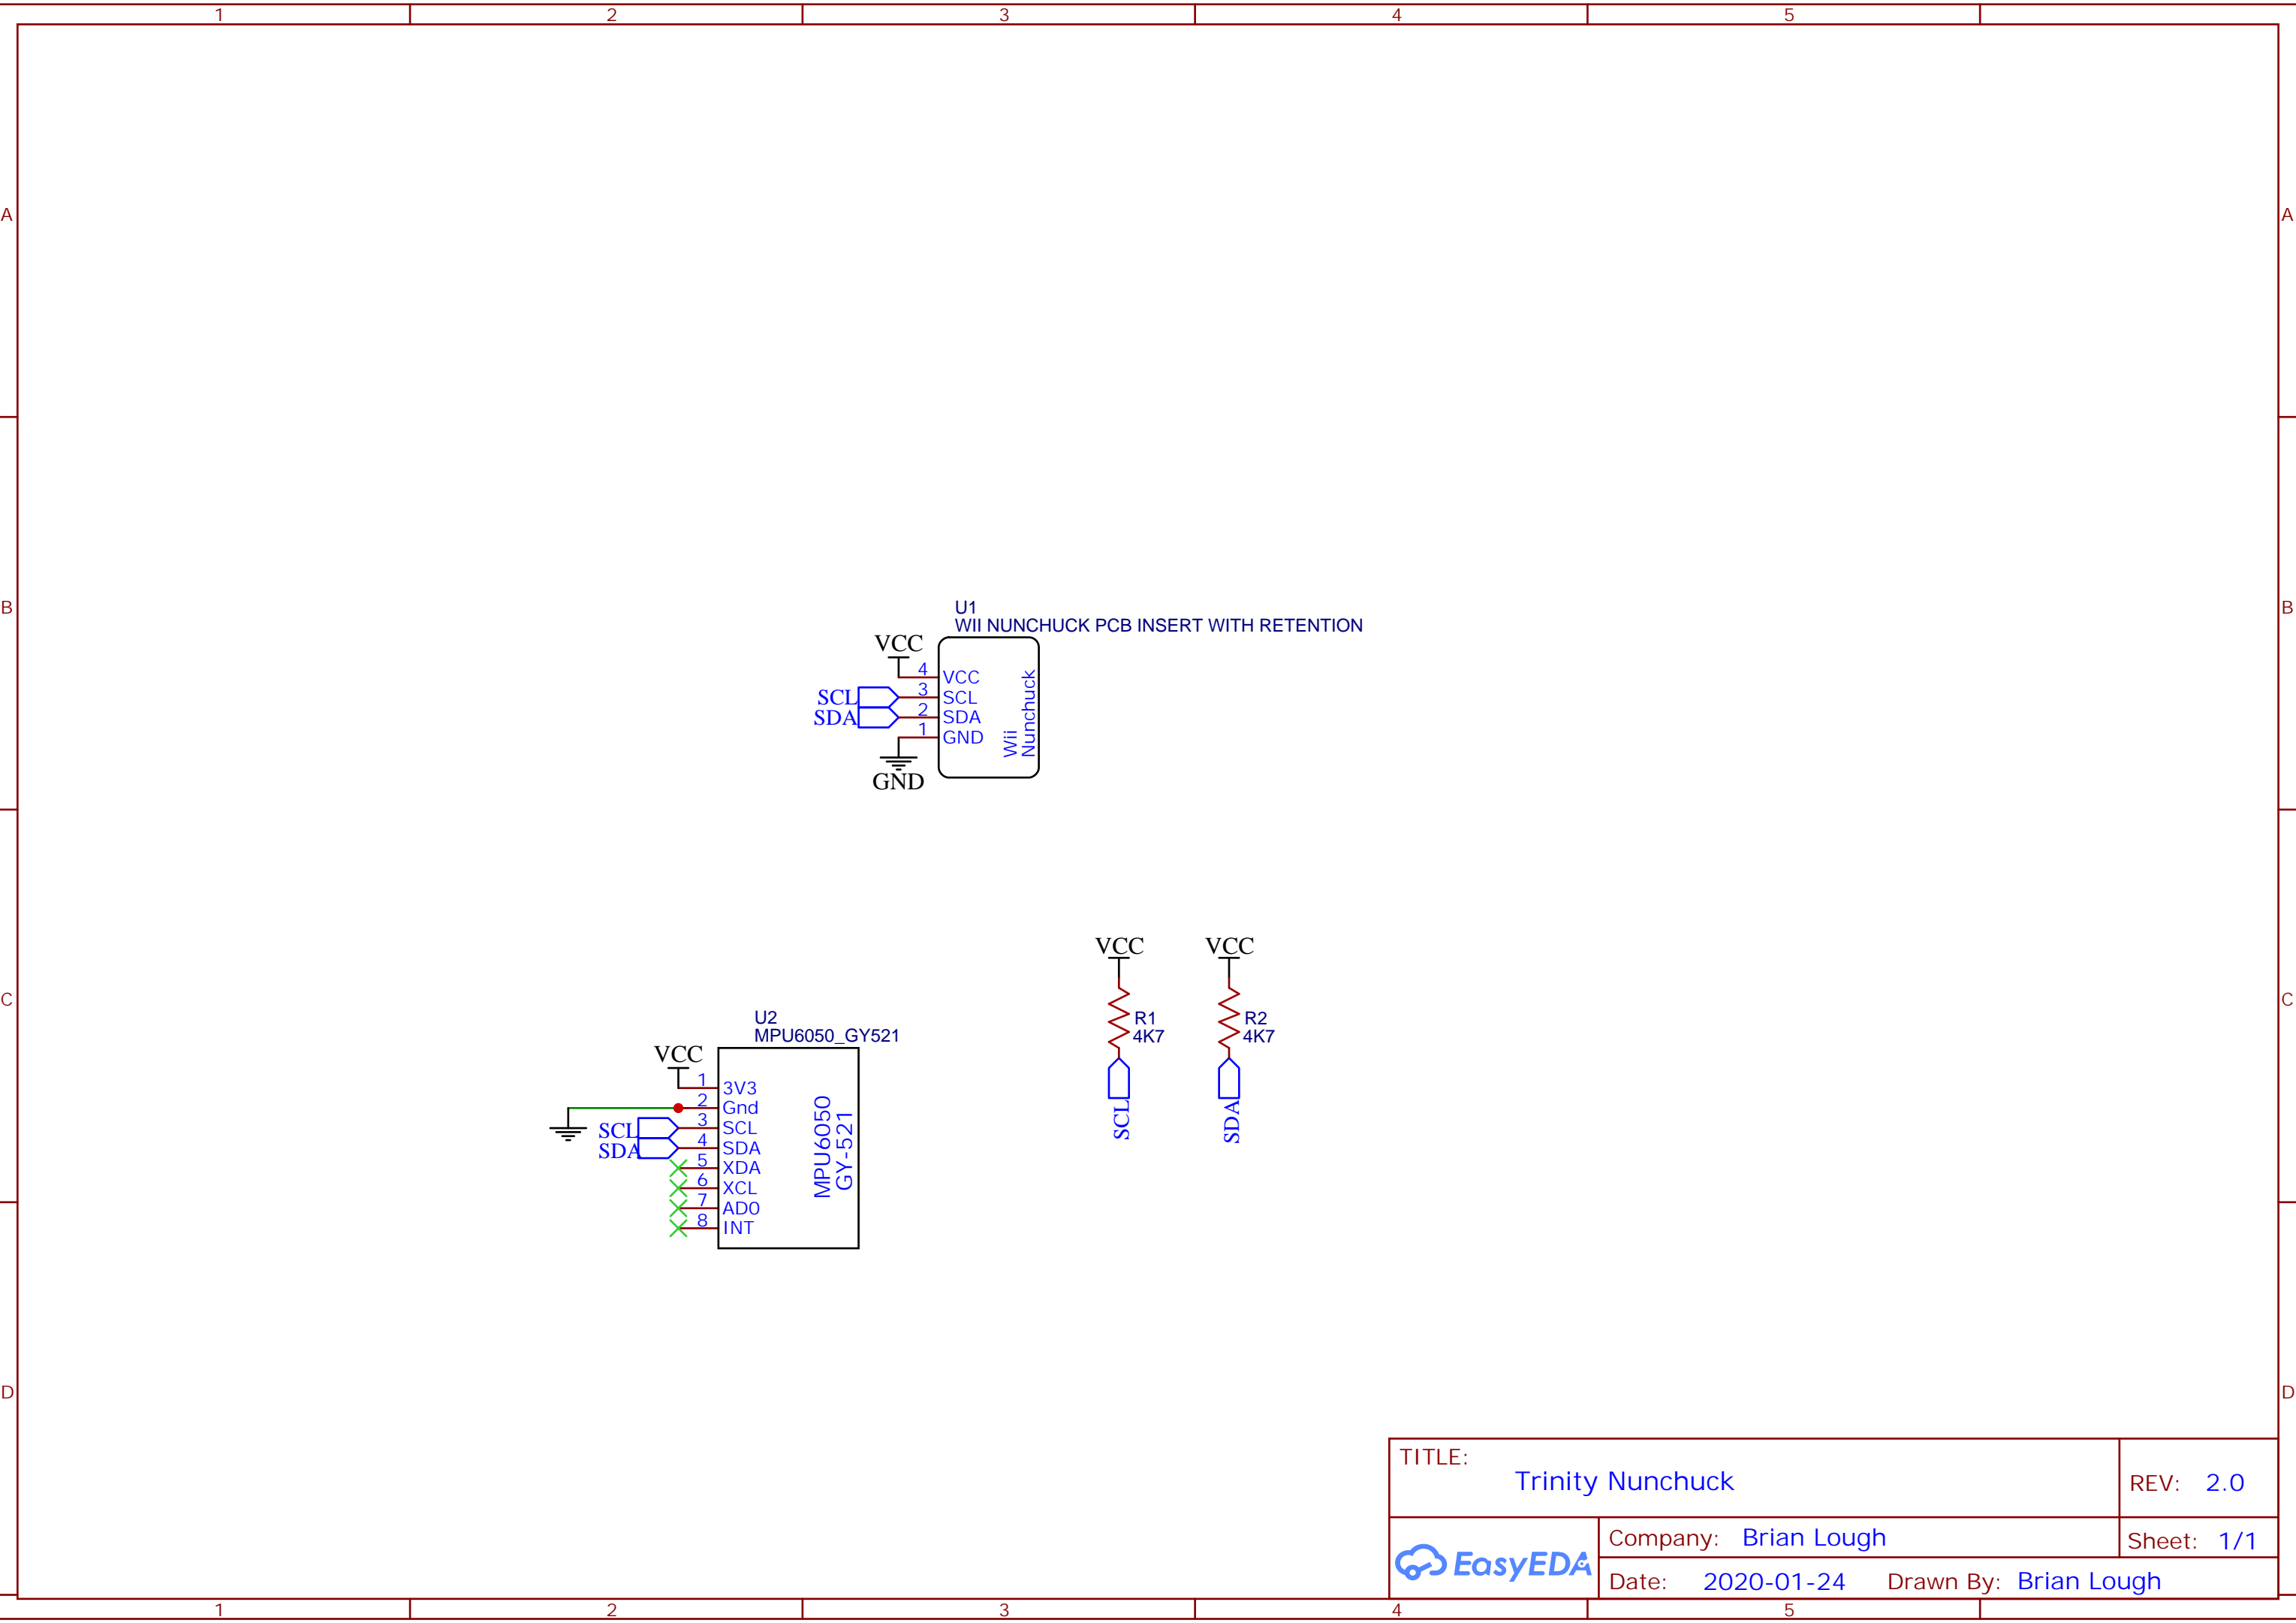 1 2 3 4 5
A A
B B
U1
WII NUNCHUCK PCB INSERT WITH RETENTION
VCC
4 VCC
SCL 3 SCL
SDA 2 SDA
1 GND
GND
Wii
Nunchuck
C C
VCC VCC
R1
4K7
R2
4K7
SCL
SDA
U2
MPU6050_GY521
VCC
1 3V3
2 Gnd
SCL 3 SCL
SDA 4 SDA
5 XDA
6 XCL
7 AD0
8 INT
MPU6050
GY-521
D D
TITLE:
Trinity Nunchuck
REV: 2.0
EasyEDA
Company: Brian Lough
Sheet: 1/1
Date: 2020-01-24 Drawn By: Brian Lough
1 2 3 4 5